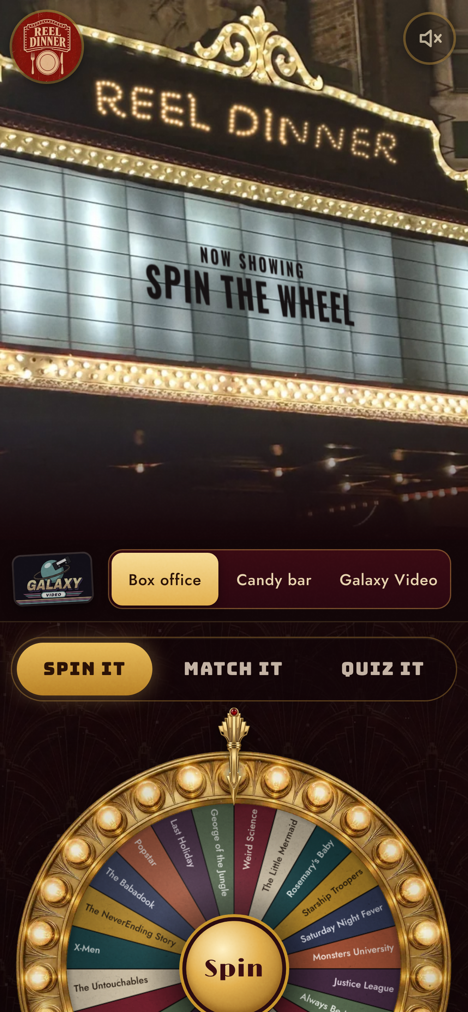 REEL
DINNER
REEL DINNER
NOW SHOWING
SPIN THE WHEEL
GALAXY
VIDEO
Box office
Candy bar
Galaxy Video
SPIN IT
MATCH IT
QUIZ IT
The Untouchables
X-Men
The NeverEnding Story
The Babadook
Popstar
Last Holiday
George of the Jungle
Weird Science
The Little Mermaid
Rosemary's Baby
Starship Troopers
Saturday Night Fever
Monsters University
Justice League
Always Be
Spin